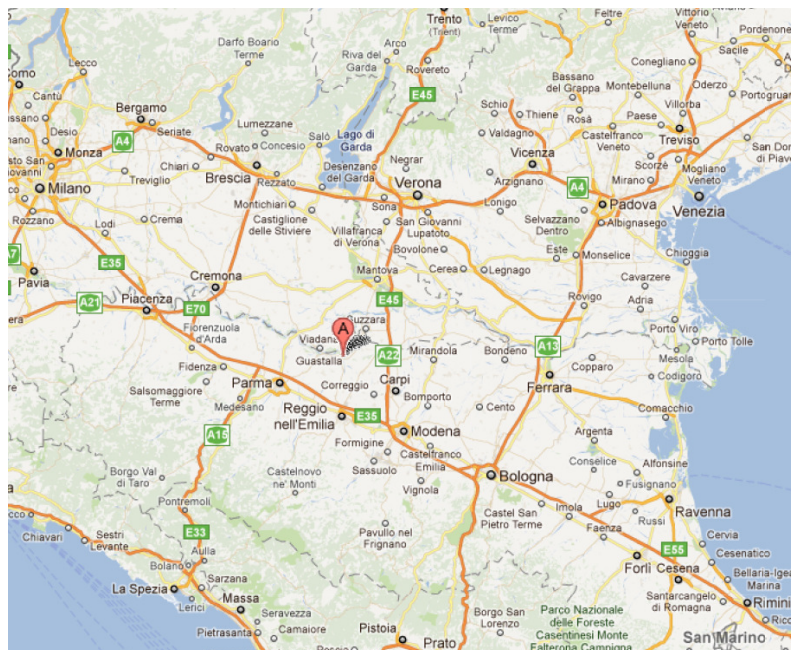 Trento
(Trent)
Levico
Terme
Feltre
Vittorio
Veneto
Pordenone
Sacile
Darfo Boario
Terme
Riva del
Garda
Arco
Rovereto
Conegliano
Lecco
Como
Bassano
del Grappa
Montebelluna
Oderzo
Portogruar
E45
Cantù
Bergamo
Schio
Thiene
Rosà
Villorba
Paese
Treviso
Desio
Seriate
Lumezzane
Salò
Lago di
Garda
Valdagno
Castelfranco
Veneto
San Don
di Piave
A4
Monza
Rovato
Concesio
Chiari
Desenzano
del Garda
Negrar
Vicenza
Scorzè
Mogliano
Veneto
Treviglio
Brescia
Rezzato
Verona
Arzignano
A4
Mirano
Milano
Montichiari
Sona
San Giovanni
Lupatoto
Lonigo
Padova
Venezia
Rozzano
Lodi
Crema
Castiglione
delle Stiviere
Villafranca
di Verona
Selvazzano
Dentro
Albignasego
Bovolone
Este
Monselice
Chioggia
A7
E35
Pavia
Cremona
Mantova
Cerea
Legnago
Cavarzere
A21
Piacenza
E70
E45
Rovigo
Adria
Fiorenzuola
d'Arda
A
Viadana
Porto Viro
Porto Tolle
Guastalla
A22
Mirandola
Bondeno
A13
Copparo
Mesola
Codigoro
Fidenza
Salsomaggiore
Terme
Parma
Correggio
Carpi
Ferrara
Medesano
Reggio
nell'Emilia
E35
Bomporto
Cento
Comacchio
A15
Modena
Formigine
Castelfranco
Emilia
Argenta
Borgo Val
di Taro
Castelnovo
ne' Monti
Sassuolo
Vignola
Bologna
Conselice
Alfonsine
Fusignano
Pontremoli
Castel San
Pietro Terme
Imola
Lugo
Ravenna
Russi
Faenza
Chiavari
Sestri
Levante
E33
Aulla
Pavullo nel
Frignano
Cervia
E55
Cesenatico
Bolano
Forlì
Cesena
Bellaria-Igea
La Spezia
Sarzana
Lerici
Massa
Seravezza
Santarcangelo
di Romagna
Rimini
Pietrasanta
Camaiore
Pistoia
Prato
Borgo San
Lorenzo
Parco Nazionale
delle Foreste
Casentinesi Monte
Falterona Campigna
San Marino